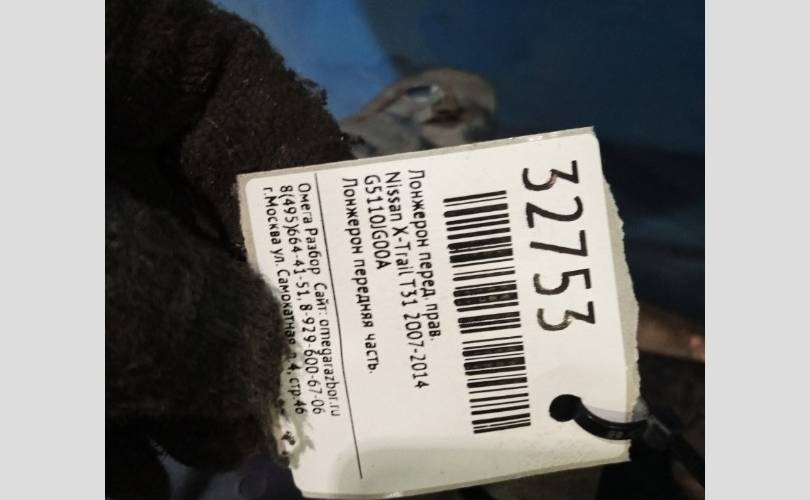 32753
Лонжерон перед. прав.
Nissan X-Trail T31 2007-2014
G5110JG00A
Лонжерон передняя часть.
Омега Разбор Сайт: omegarazbor.ru
8(495)664-41-51, 8-929-600-67-06
г.Москва ул. Самокатная д.4,стр.46